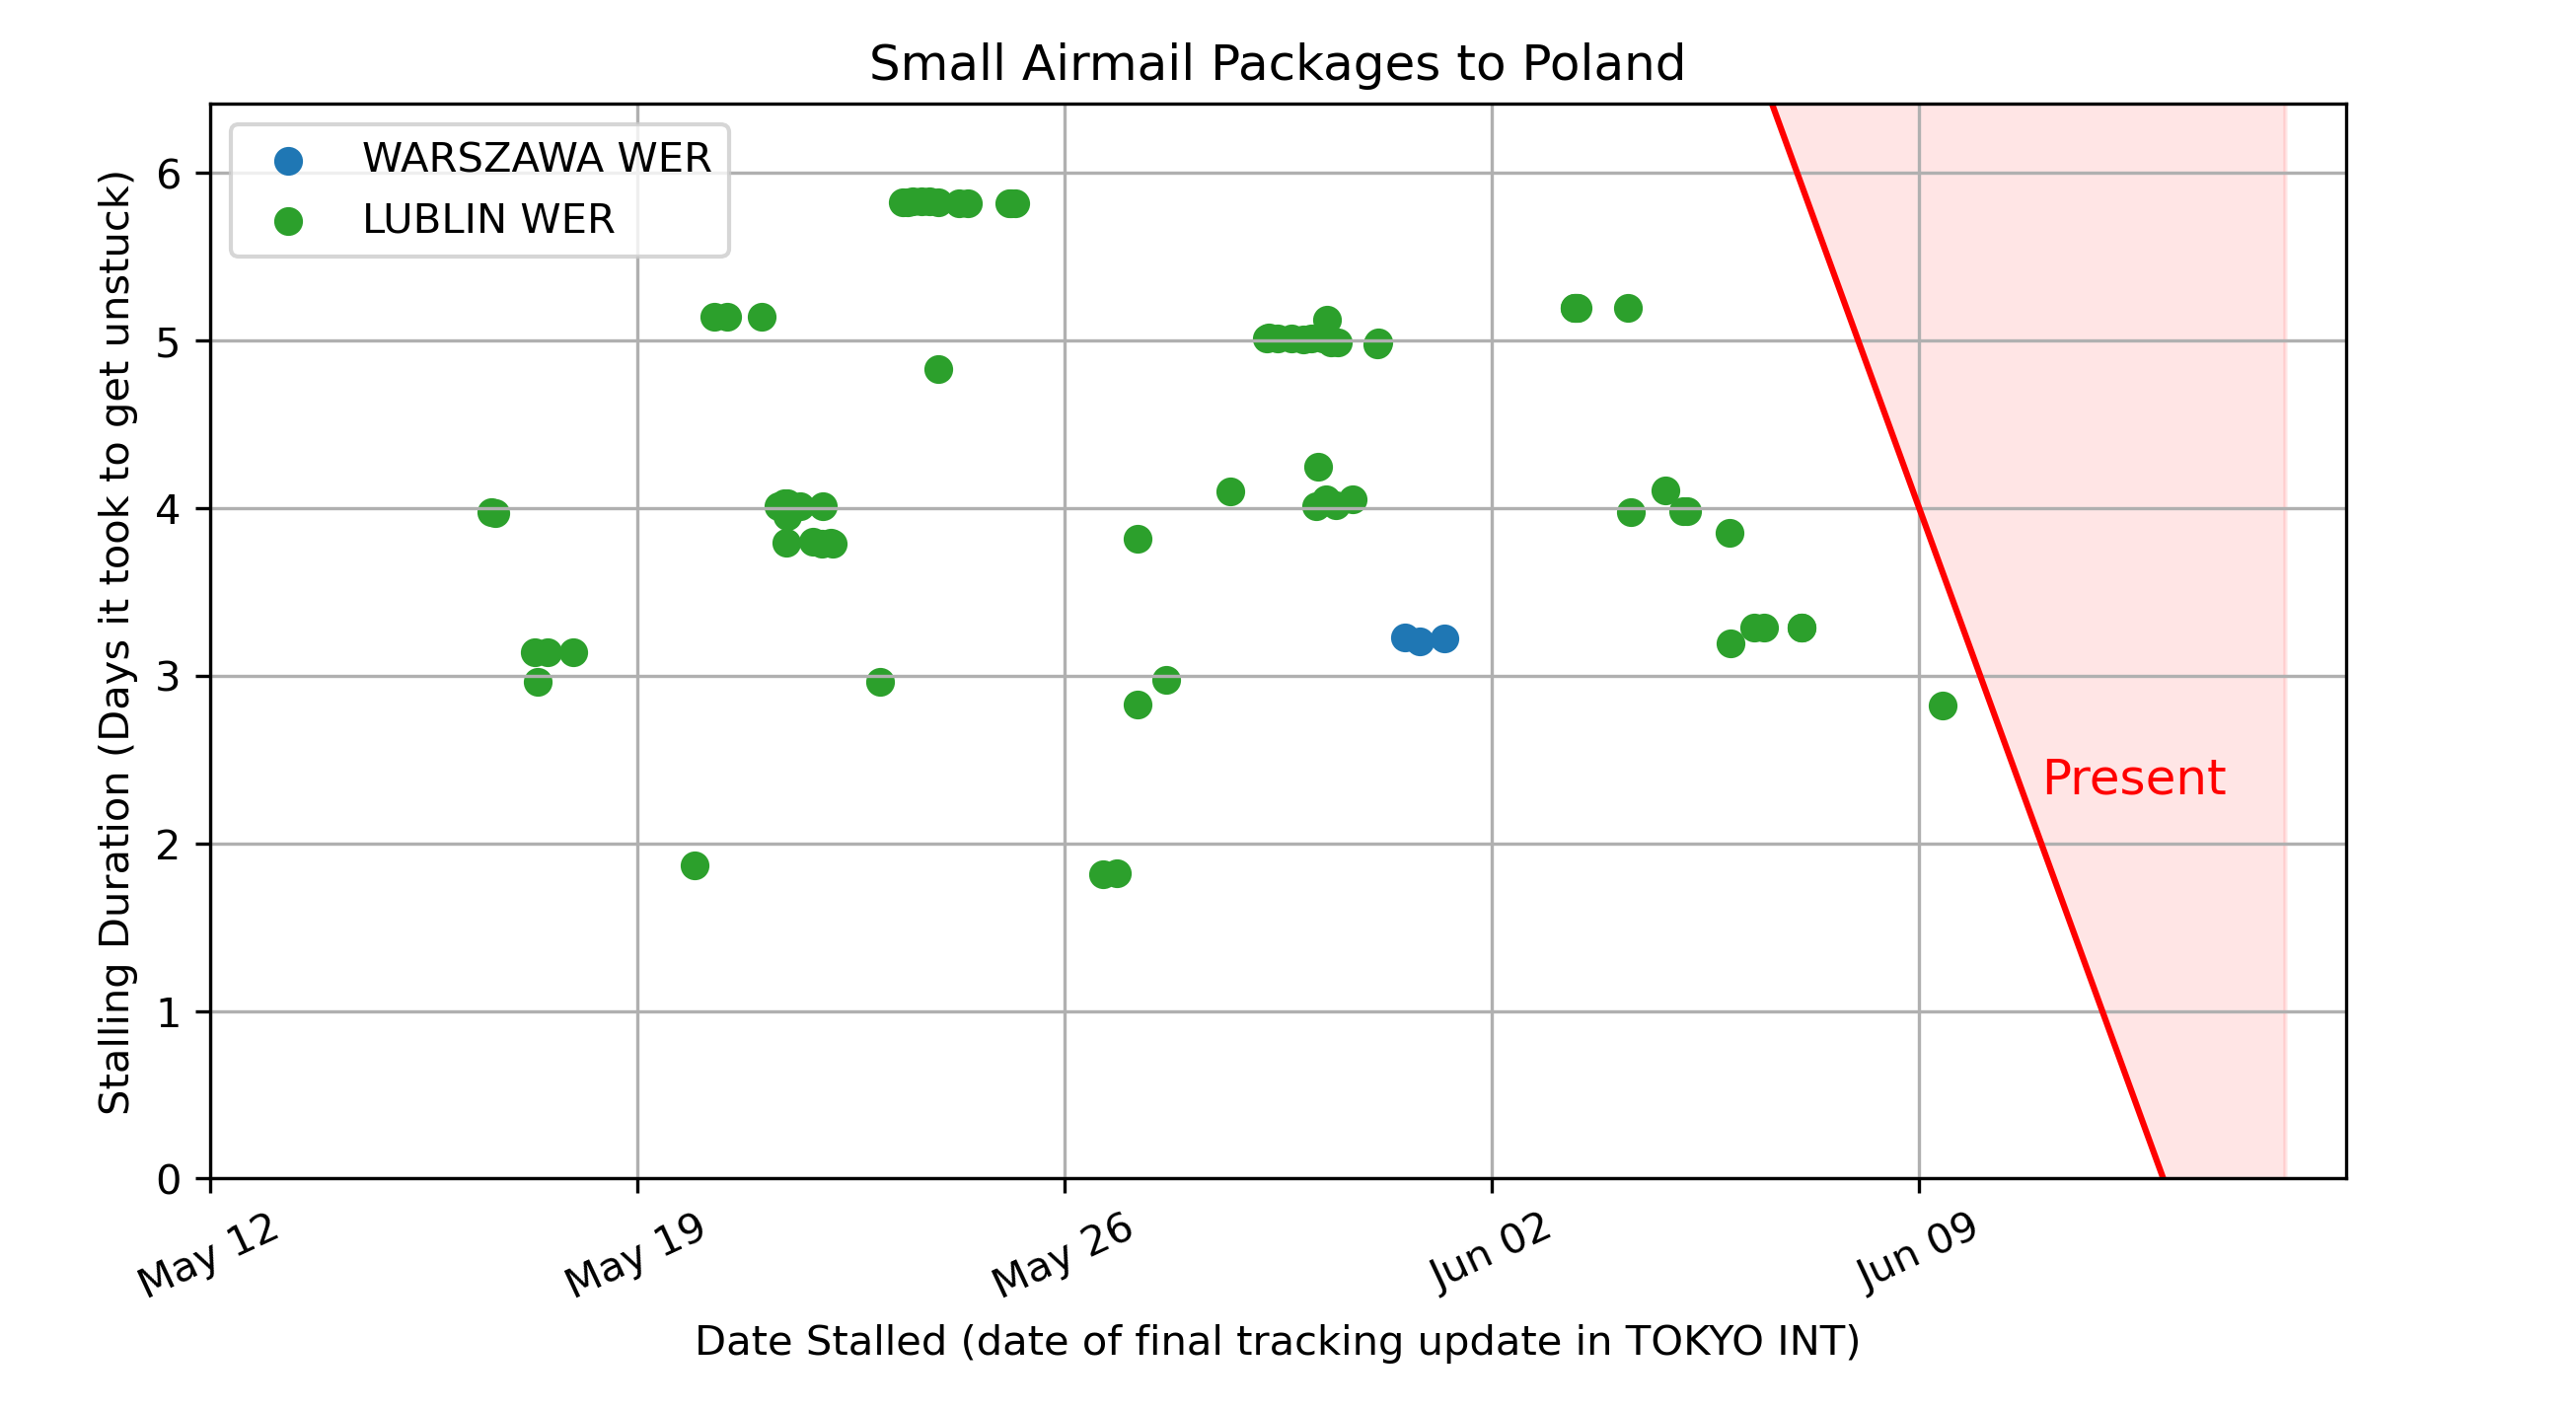 Small Airmail Packages to Poland
WARSZAWA WER
LUBLIN WER
Stalling Duration (Days it took to get unstuck)
6
5
4
3
2
1
0
Present
May 12
May 19
May 26
Jun 02
Jun 09
Date Stalled (date of final tracking update in TOKYO INT)